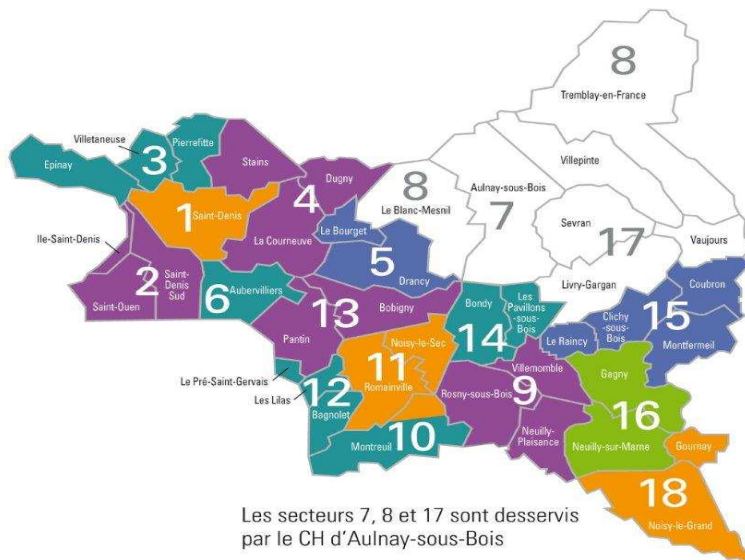 8
Tremblay-en-France
Villetaneuse
Pierrefitte
Epinay
3
Stains
Villepinte
Dugny
4
8
Le Blanc-Mesnil
Aulnay-sous-Bois
7
1
Saint-Denis
Sevran
17
Le Bourget
Vaujours
La Courneuve
Ile-Saint-Denis
5
Drancy
Livry-Gargan
2
Saint-Denis
Sud
Saint-Ouen
6
Aubervilliers
Coubron
Bondy
Les
Pavillons
-sous-
Bois
14
13
Bobigny
Clichy
-sous-
Bois
15
Pantin
Noisy-le-Sec
Le Raincy
Montfermeil
Le Pré-Saint-Gervais
11
Romainville
Villemomble
Gagny
Les Lilas
12
Bagnolet
Rosny-sous-Bois
9
16
Montreuil
10
Neuilly-
Plaisance
Neuilly-sur-Marne
Gournay
18
Noisy-le-Grand
Les secteurs 7, 8 et 17 sont desservis
par le CH d'Aulnay-sous-Bois